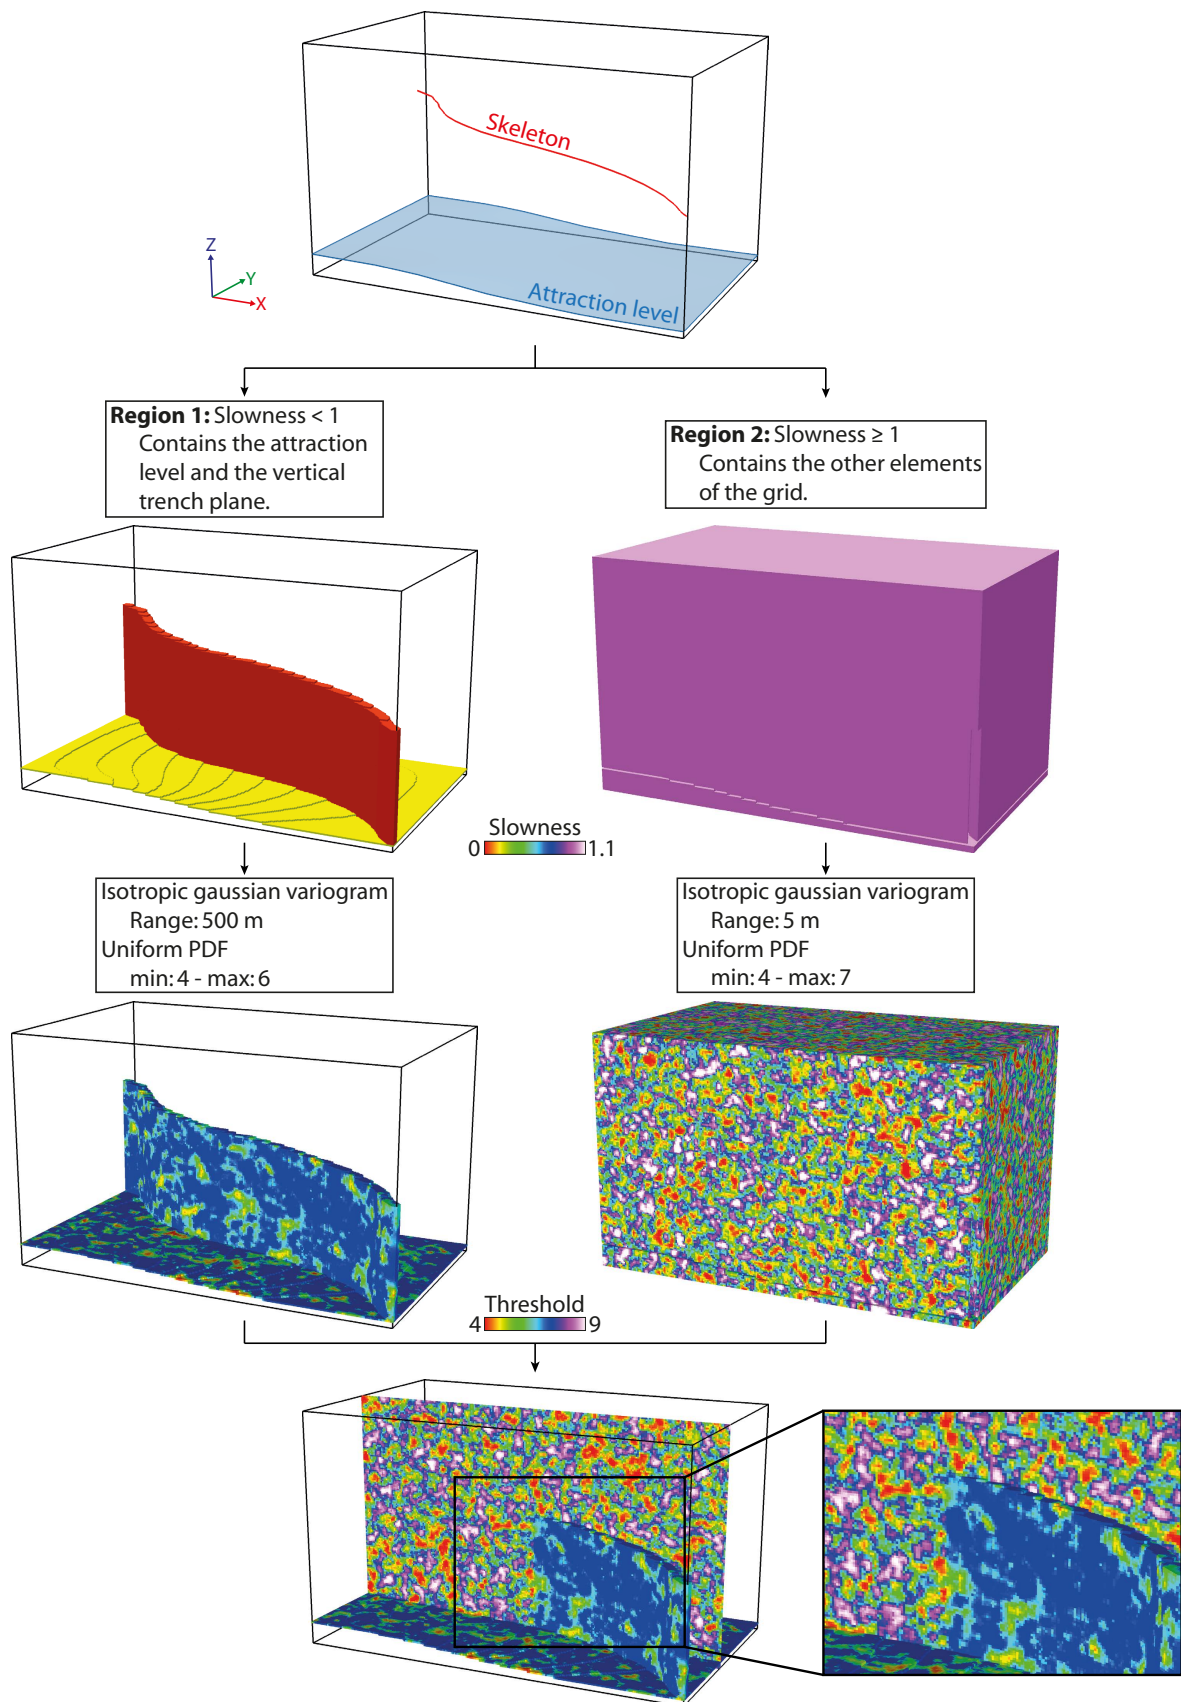 Skeleton
Z
Y
X
Attraction level
Region 1: Slowness < 1
Contains the attraction
level and the vertical
trench plane.
Region 2: Slowness ≥ 1
Contains the other elements
of the grid.
Slowness
0 1.1
Isotropic gaussian variogram
Range: 500 m
Uniform PDF
min: 4 - max: 6
Isotropic gaussian variogram
Range: 5 m
Uniform PDF
min: 4 - max: 7
Threshold
4 9